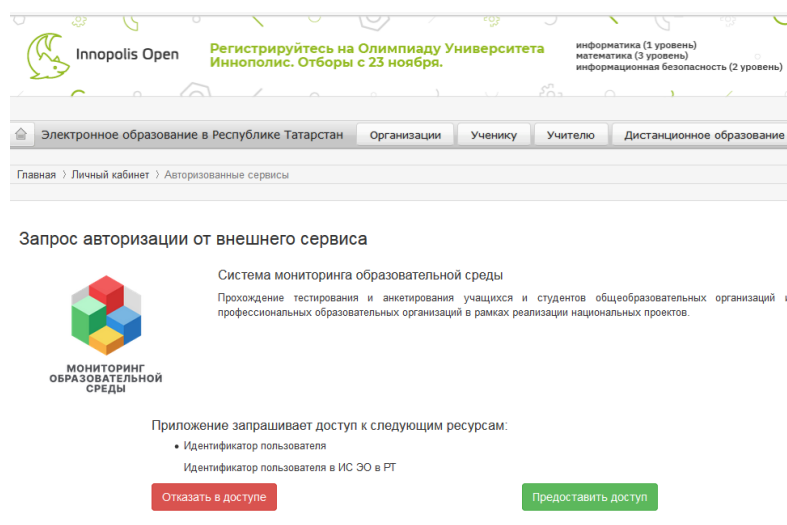 Innopolis Open
Регистрируйтесь на Олимпиаду Университета
Иннополис. Отборы с 23 ноября.
информатика (1 уровень)
математика (3 уровень)
информационная безопасность (2 уровень)
Электронное образование в Республике Татарстан Организации Ученику Учителю Дистанционное образование
Главная 〉 Личный кабинет 〉 Авторизованные сервисы
Запрос авторизации от внешнего сервиса
МОНИТОРИНГ
ОБРАЗОВАТЕЛЬНОЙ
СРЕДЫ
Система мониторинга образовательной среды
Прохождение тестирования и анкетирования учащихся и студентов общеобразовательных организаций
профессиональных образовательных организаций в рамках реализации национальных проектов.
Приложение запрашивает доступ к следующим ресурсам:
• Идентификатор пользователя
Идентификатор пользователя в ИС ЭО в РТ
Отказать в доступе Предоставить доступ